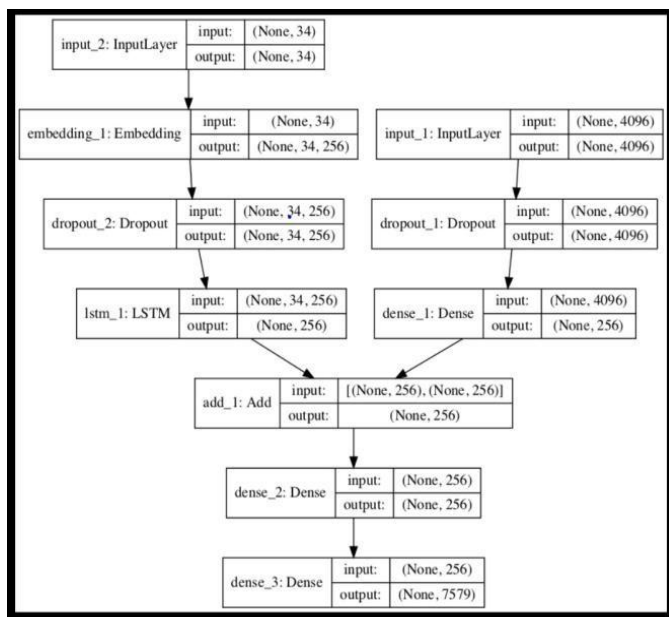 input_2: InputLayer
input: (None, 34)
output: (None, 34)
embedding_1: Embedding
input: (None, 34)
output: (None, 34, 256)
input_1: InputLayer
input: (None, 4096)
output: (None, 4096)
dropout_2: Dropout
input: (None, 34, 256)
output: (None, 34, 256)
dropout_1: Dropout
input: (None, 4096)
output: (None, 4096)
lstm_1: LSTM
input: (None, 34, 256)
output: (None, 256)
dense_1: Dense
input: (None, 4096)
output: (None, 256)
add_1: Add
input: [(None, 256), (None, 256)]
output: (None, 256)
dense_2: Dense
input: (None, 256)
output: (None, 256)
dense_3: Dense
input: (None, 256)
output: (None, 7579)